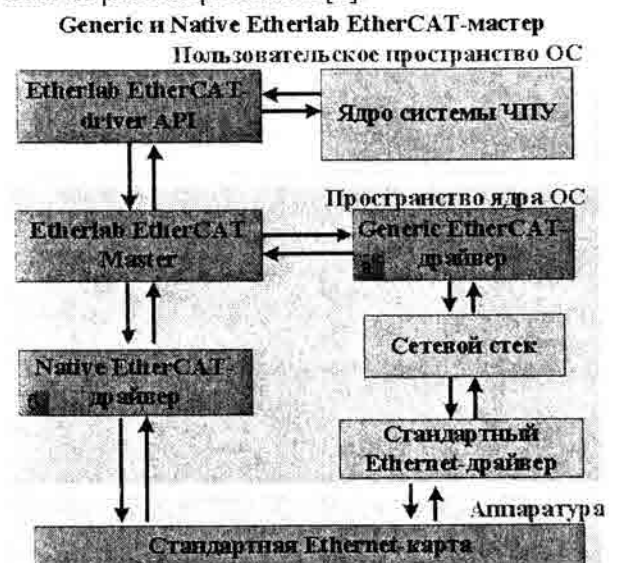 Generic и Native Etherlab EtherCAT-мастер
Пользовательское пространство ОС
Etherlab EtherCAT-
driver API
Ядро системы ЧПУ
Пространство ядра ОС
Etherlab EtherCAT
Master
Generic EtherCAT-
драйвер
Сетевой стек
Native EtherCAT-
драйвер
Стандартный
Ethernet-драйвер
Аппаратура
Стандартная Ethernet-карта